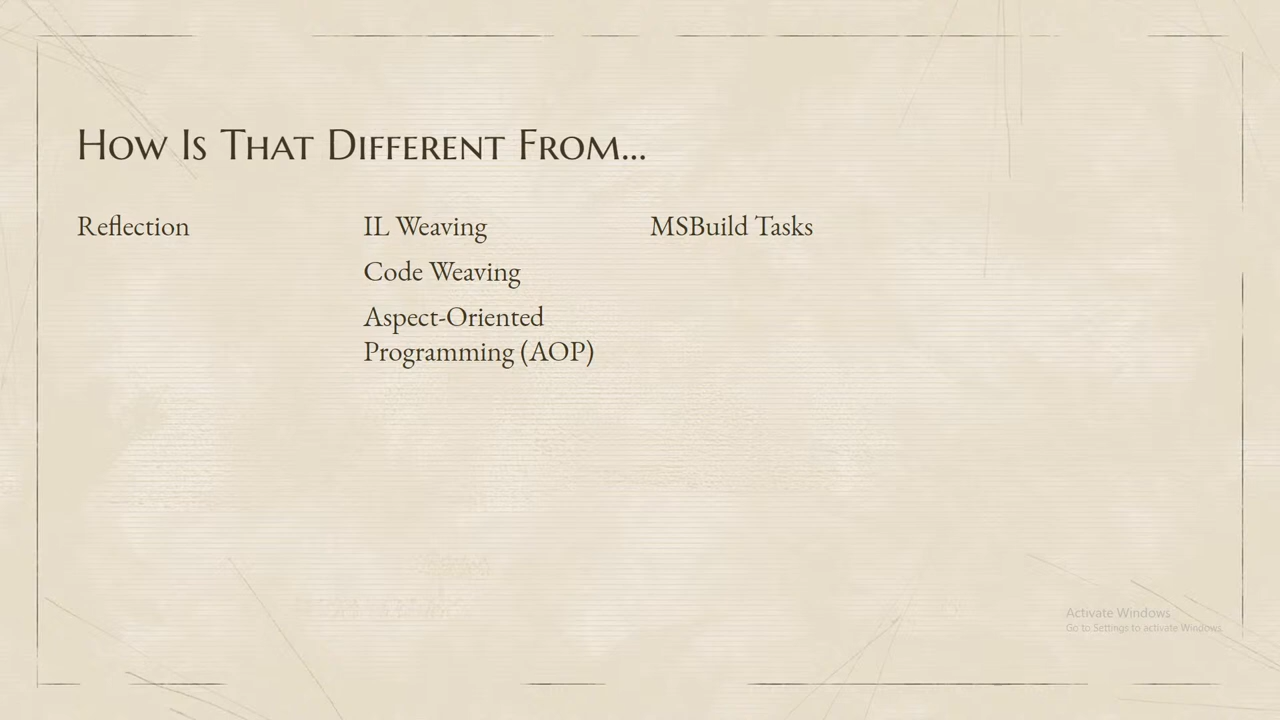 How Is That Different From...
Reflection
IL Weaving
Code Weaving
Aspect-Oriented
Programming (AOP)
MSBuild Tasks
Activate Windows
Go to Settings to activate Windows.